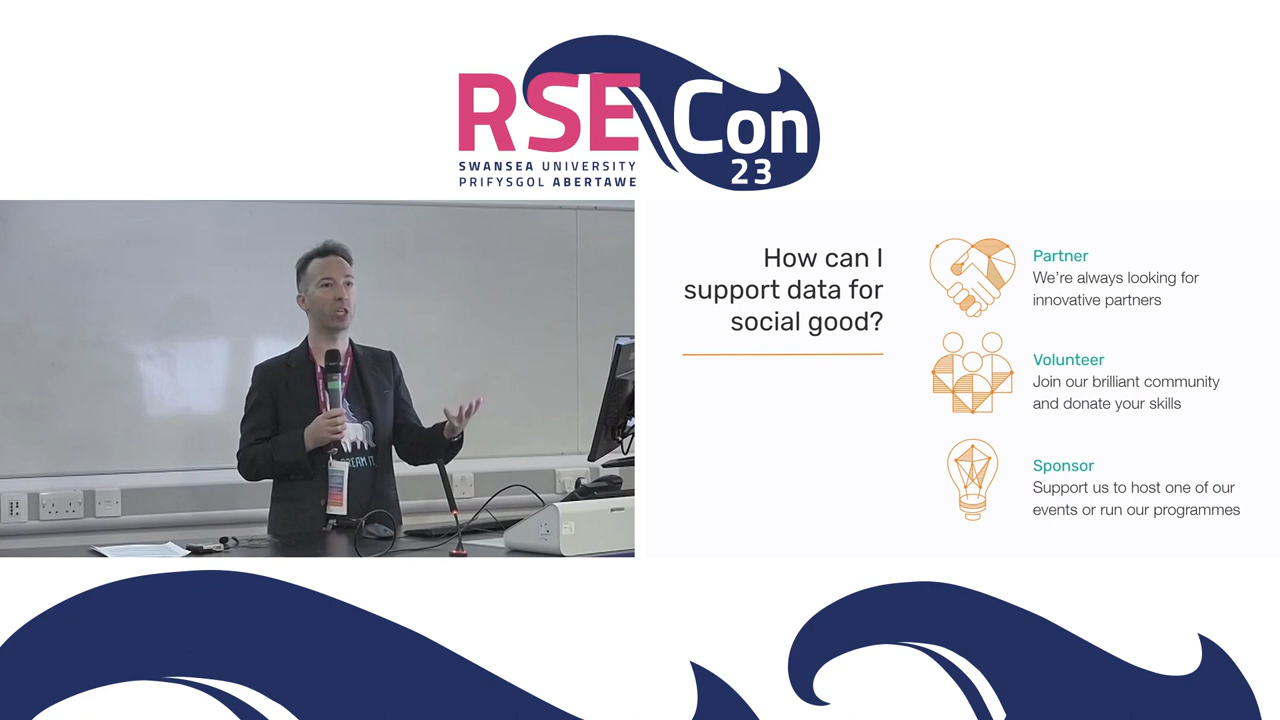 RSE Con
23
SWANSEA UNIVERSITY
PRIFYSGOL ABERTAWE
DREAM IT
How can I
support data for
social good?
Partner
We’re always looking for
innovative partners
Volunteer
Join our brilliant community
and donate your skills
Sponsor
Support us to host one of our
events or run our programmes